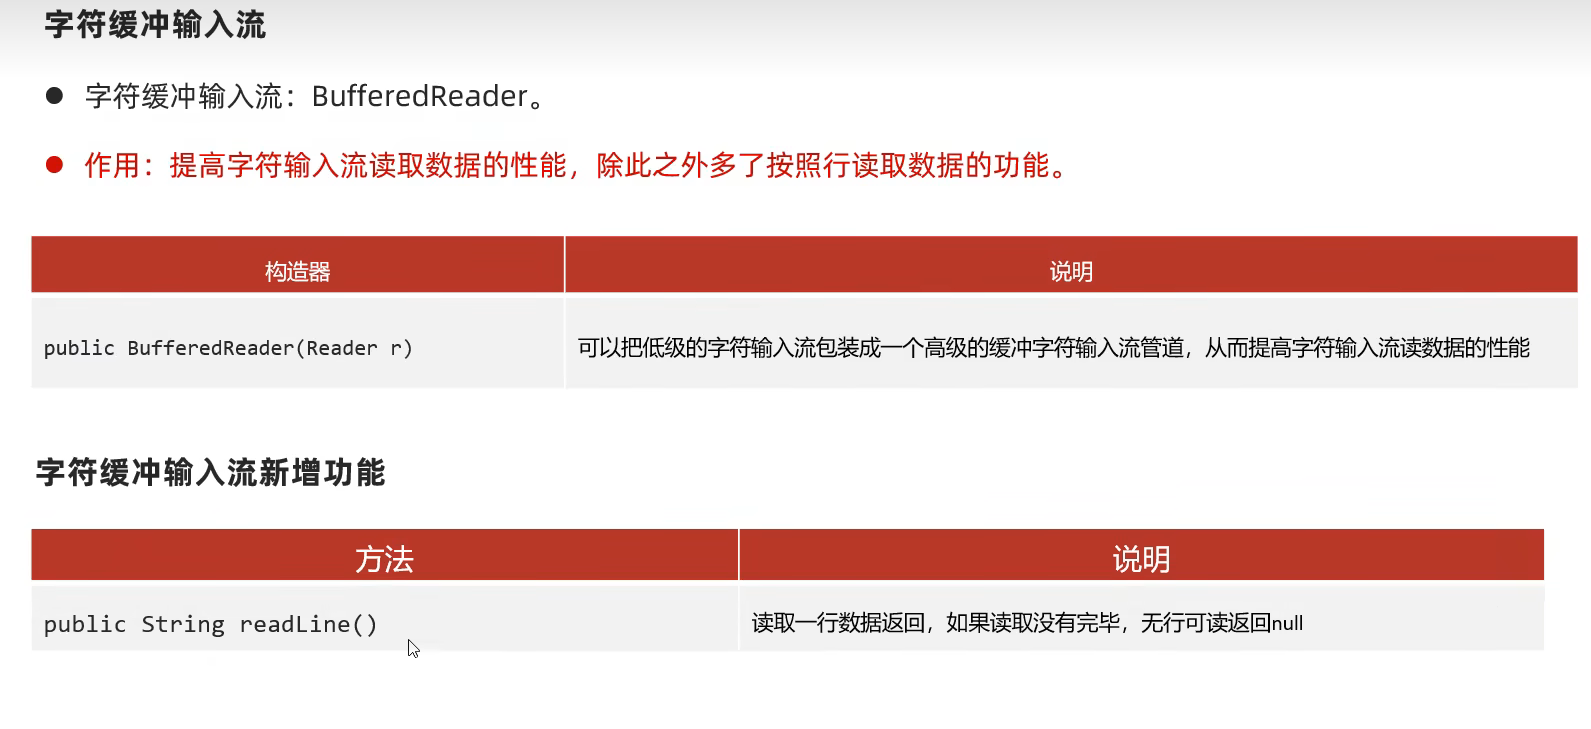 字符缓冲输入流
字符缓冲输入流：BufferedReader。
作用：提高字符输入流读取数据的性能，除此之外多了按照行读取数据的功能。
构造器 说明
public BufferedReader(Reader r) 可以把低级的字符输入流包装成一个高级的缓冲字符输入流管道，从而提高字符输入流读数据的性能
字符缓冲输入流新增功能
方法 说明
public String readLine() 读取一行数据返回，如果读取没有完毕，无行可读返回null